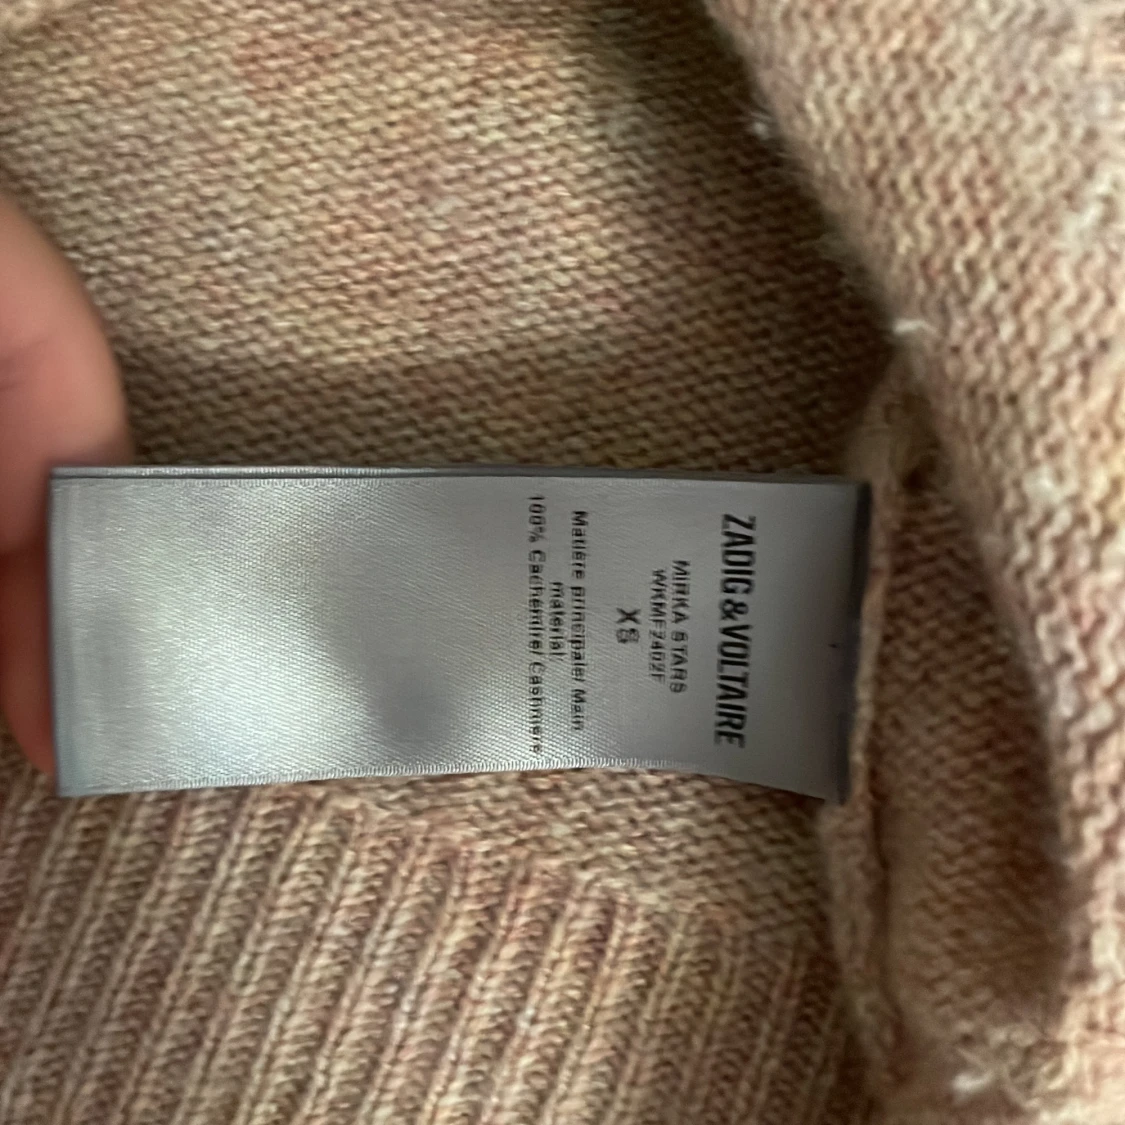 ZADIG & VOLTAIRE
MIRKA STARS
WKMF2402F
XS
Matière principale/ Main
material:
100% Cachemire/ Cashmere